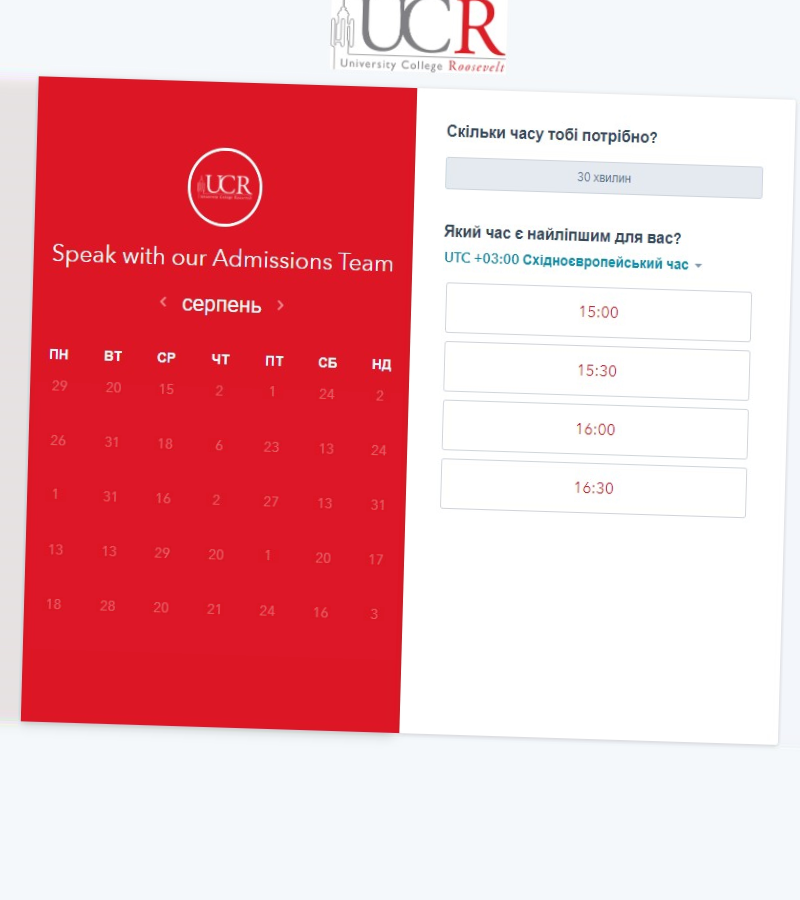 UCR
University College Roosevelt
UCR
Speak with our Admissions Team
серпень
ПН ВТ СР ЧТ ПТ СБ НД
29 20 15 2 1 24 2
26 31 18 6 23 13 24
1 31 16 2 27 13 31
13 13 29 20 1 20 17
18 28 20 21 24 16 3
Скільки часу тобі потрібно?
30 хвилин
Який час є найліпшим для вас?
UTC +03:00 Східноєвропейський час
15:00
15:30
16:00
16:30